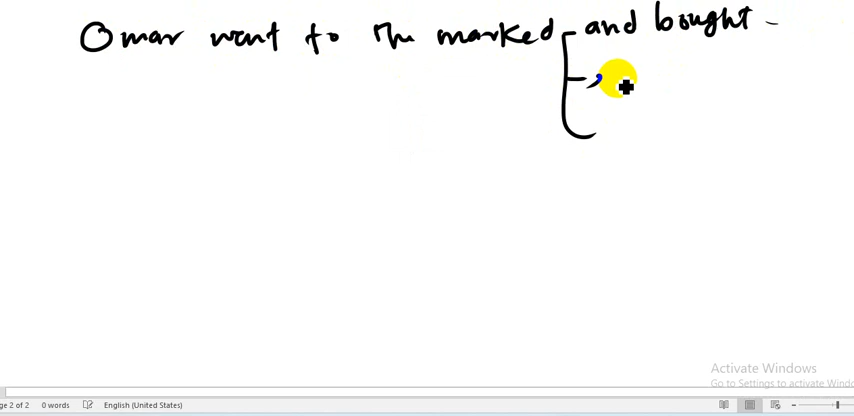 Omar went to the marked and bought -
,
Activate Windows
Go to Settings to activate Windo
ge 2 of 2 0 words English (United States)